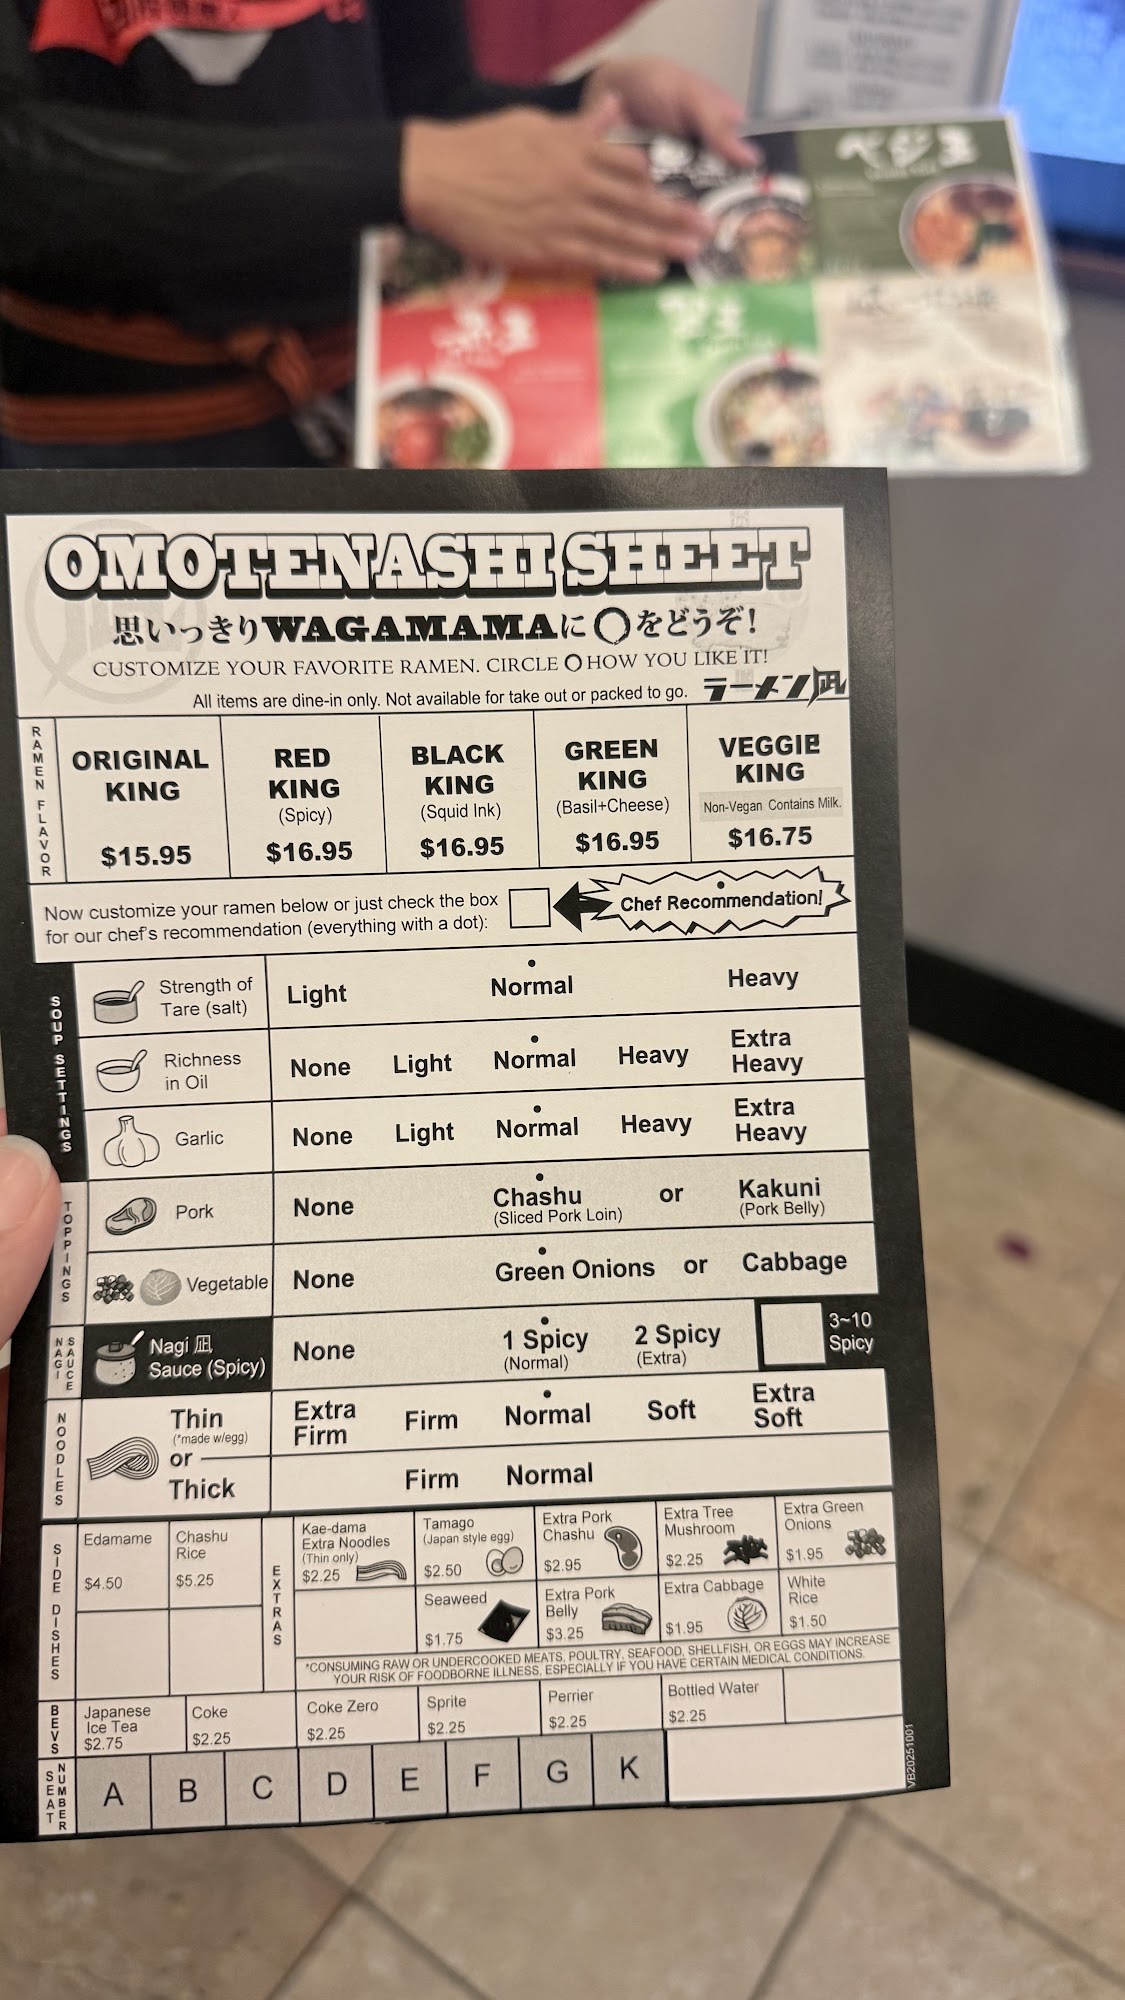 OMOTENASHI SHEET
思いっきりWAGAMAMAに○をどうぞ!
CUSTOMIZE YOUR FAVORITE RAMEN. CIRCLE O HOW YOU LIKE IT!
All items are dine-in only. Not available for take out or packed to go. ラーメン凪
RAMEN FLAVOR
ORIGINAL KING
$15.95
RED KING
(Spicy)
$16.95
BLACK KING
(Squid Ink)
$16.95
GREEN KING
(Basil+Cheese)
$16.95
VEGGIE KING
Non-Vegan Contains Milk.
$16.75
Now customize your ramen below or just check the box
for our chef's recommendation (everything with a dot):
Chef Recommendation!
SOUP SETTINGS
Strength of
Tare (salt)
Light Normal Heavy
Richness
in Oil
None Light Normal Heavy Extra Heavy
Garlic
None Light Normal Heavy Extra Heavy
TOPPINGS
Pork
None Chashu or Kakuni
(Sliced Pork Loin) (Pork Belly)
Vegetable
None Green Onions or Cabbage
NAGI SAUCE
Nagi 凪
Sauce (Spicy)
None 1 Spicy 2 Spicy
(Normal) (Extra)
3~10
Spicy
NOODLES
Thin
(*made w/egg)
or
Thick
Extra Firm Firm Normal Soft Extra Soft
Firm Normal
SIDE DISHES
Edamame
$4.50
Chashu
Rice
$5.25
EXTRAS
Kae-dama
Extra Noodles
(Thin only)
$2.25
Tamago
(Japan style egg)
$2.50
Extra Pork
Chashu
$2.95
Extra Tree
Mushroom
$2.25
Extra Green
Onions
$1.95
Seaweed
$1.75
Extra Pork
Belly
$3.25
Extra Cabbage
$1.95
White
Rice
$1.50
*CONSUMING RAW OR UNDERCOOKED MEATS, POULTRY, SEAFOOD, SHELLFISH, OR EGGS MAY INCREASE
YOUR RISK OF FOODBORNE ILLNESS, ESPECIALLY IF YOU HAVE CERTAIN MEDICAL CONDITIONS.
BEVS
Japanese
Ice Tea
$2.75
Coke
$2.25
Coke Zero
$2.25
Sprite
$2.25
Perrier
$2.25
Bottled Water
$2.25
SEAT NUMBER
A B C D E F G K
VB20251001